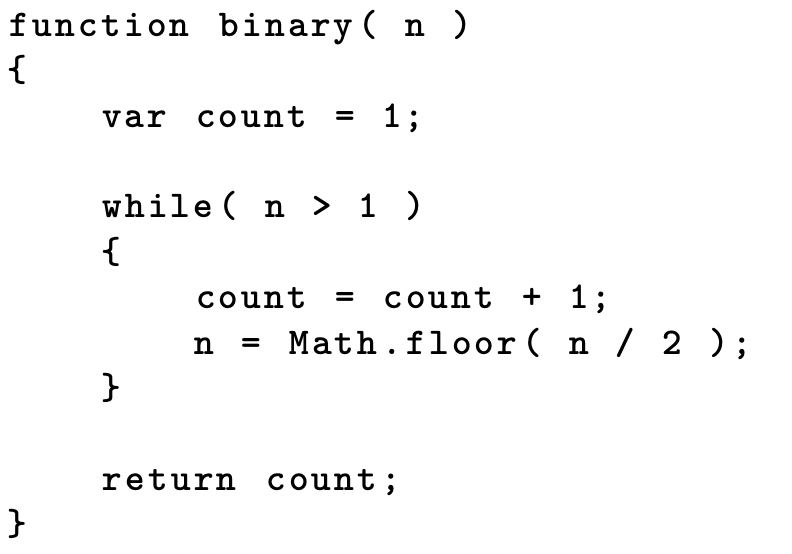 function binary( n )
{
    var count = 1;

    while( n > 1 )
    {
        count = count + 1;
        n = Math.floor( n / 2 );
    }

    return count;
}